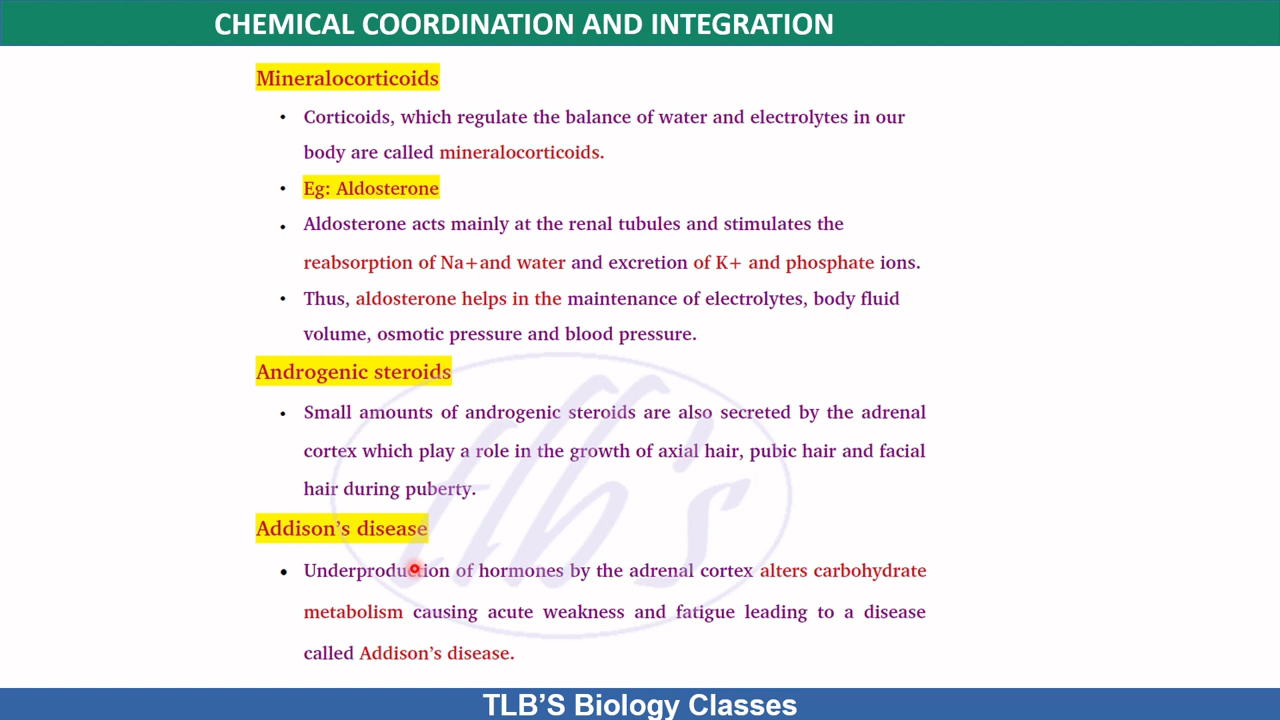 CHEMICAL COORDINATION AND INTEGRATION
Mineralocorticoids
• Corticoids, which regulate the balance of water and electrolytes in our
body are called mineralocorticoids.
• Eg: Aldosterone
• Aldosterone acts mainly at the renal tubules and stimulates the
reabsorption of Na+and water and excretion of K+ and phosphate ions.
• Thus, aldosterone helps in the maintenance of electrolytes, body fluid
volume, osmotic pressure and blood pressure.
Androgenic steroids
• Small amounts of androgenic steroids are also secreted by the adrenal
cortex which play a role in the growth of axial hair, pubic hair and facial
hair during puberty.
Addison's disease
• Underproduction of hormones by the adrenal cortex alters carbohydrate
metabolism causing acute weakness and fatigue leading to a disease
called Addison's disease.
tlb's
TLB'S Biology Classes